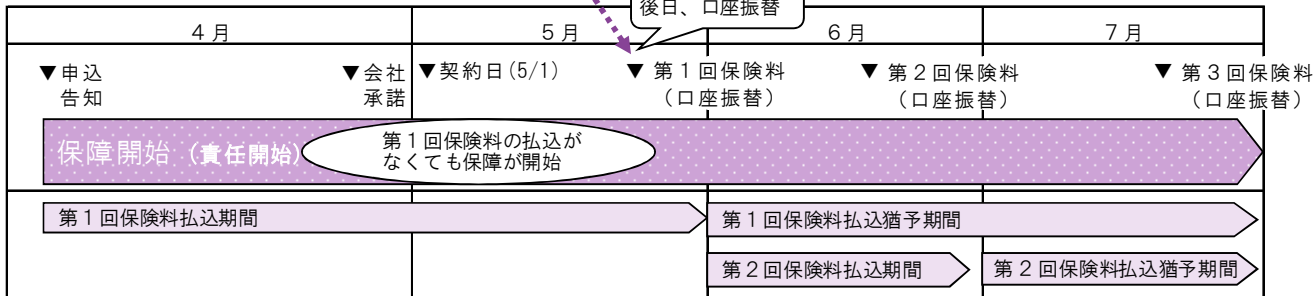 後日、口座振替
4月
5月
6月
7月
▼申込
告知
▼会社
承諾
▼契約日(5/1)
▼ 第1回保険料
(口座振替)
▼ 第2回保険料
(口座振替)
▼ 第3回保険料
(口座振替)
保障開始 (責任開始)
第1回保険料の払込が
なくても保障が開始
第1回保険料払込期間
第1回保険料払込猶予期間
第2回保険料払込期間
第2回保険料払込猶予期間